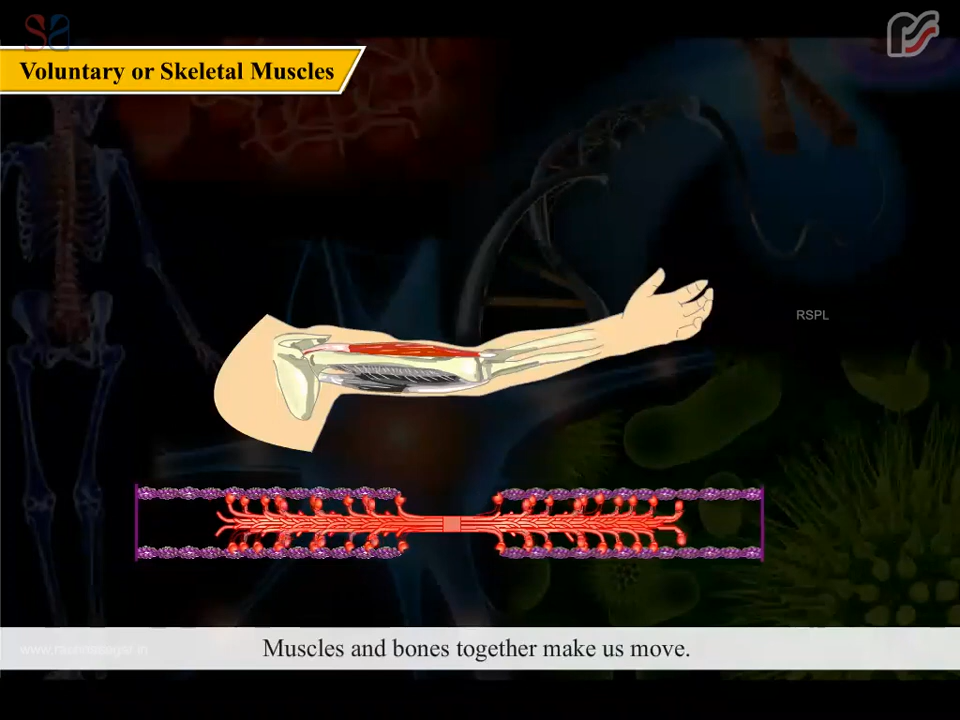 Voluntary or Skeletal Muscles
RSPL
Muscles and bones together make us move.